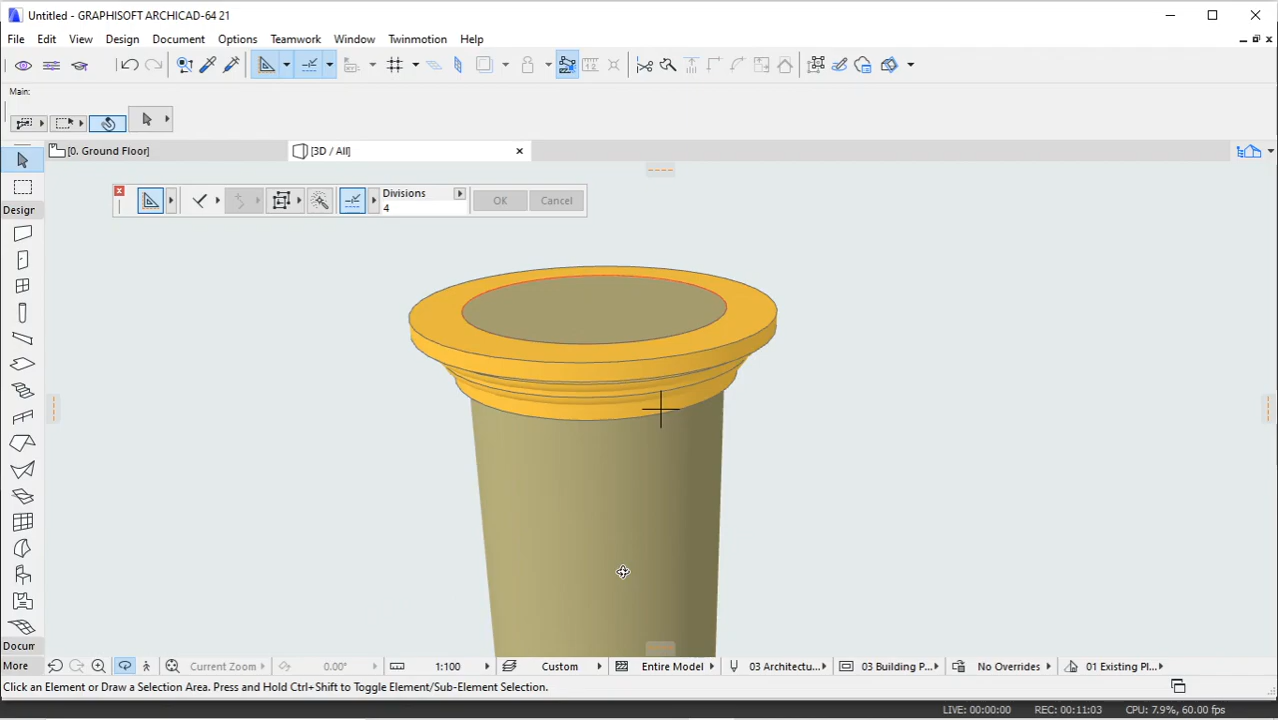 Untitled - GRAPHISOFT ARCHICAD-64 21
File Edit View Design Document Options Teamwork Window Twinmotion Help
Main:
[0. Ground Floor]
[3D / All]
Divisions
4
OK
Cancel
Design
Docum
More
Current Zoom
0.00°
1:100
Custom
Entire Model
03 Architectu...
03 Building P...
No Overrides
01 Existing Pl...
Click an Element or Draw a Selection Area. Press and Hold Ctrl+Shift to Toggle Element/Sub-Element Selection.
LIVE: 00:00:00
REC: 00:11:03
CPU: 7.9%, 60.00 fps